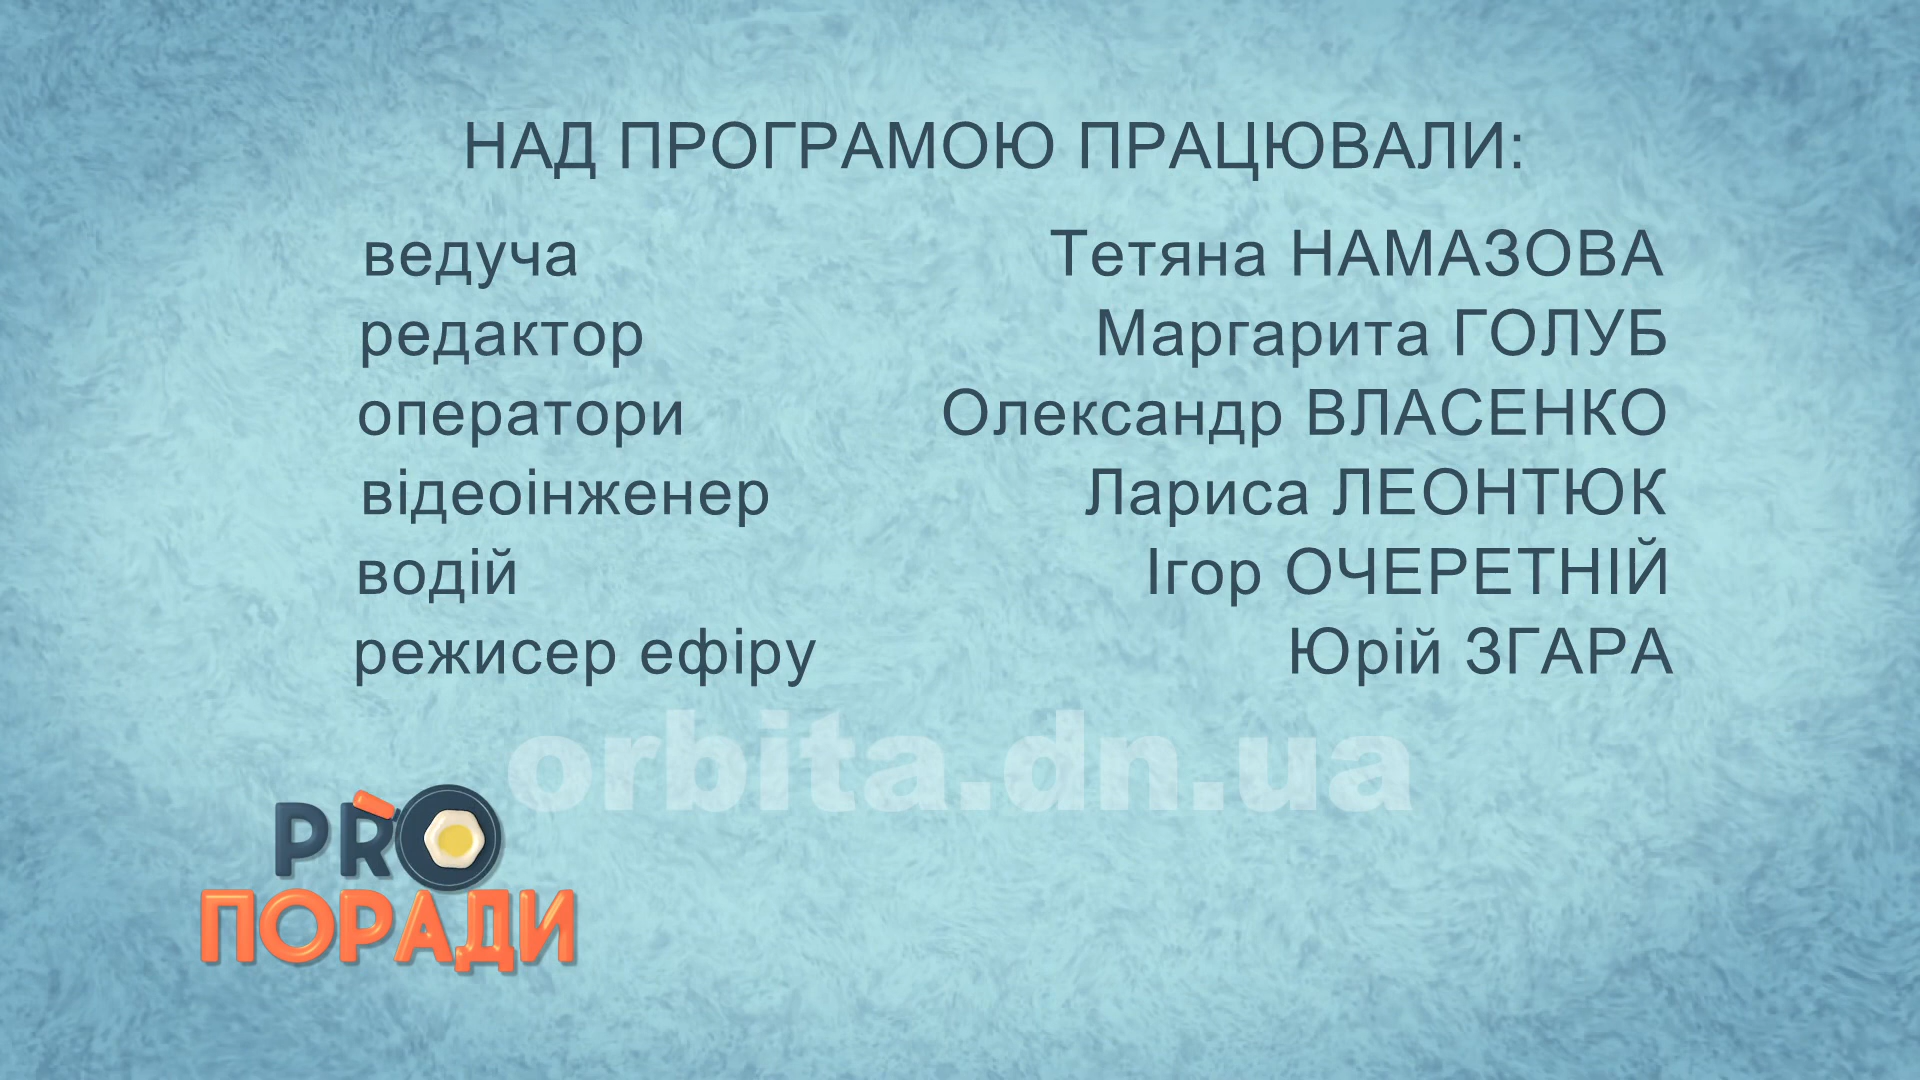 НАД ПРОГРАМОЮ ПРАЦЮВАЛИ:
ведуча Тетяна НАМАЗОВА
редактор Маргарита ГОЛУБ
оператори Олександр ВЛАСЕНКО
відеоінженер Лариса ЛЕОНТЮК
водій Ігор ОЧЕРЕТНІЙ
режисер ефіру Юрій ЗГАРА
orbita.dn.ua
PRO
ПОРАДИ